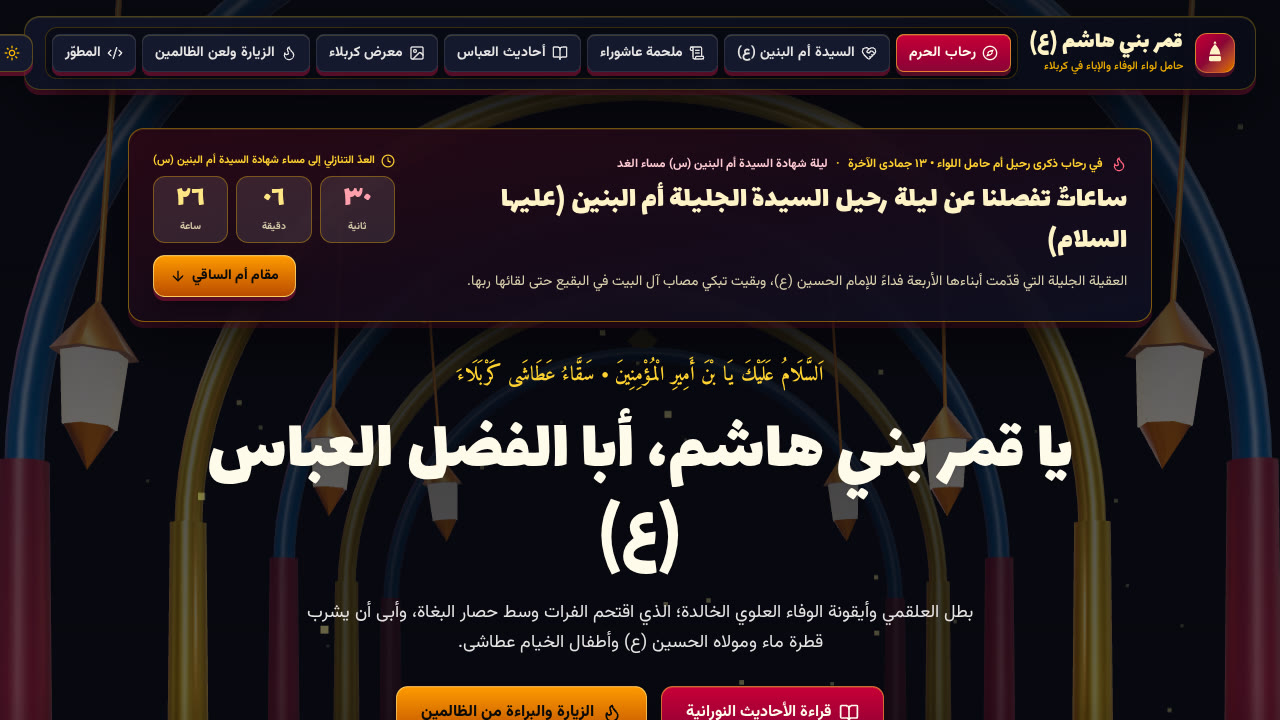 قمر بني هاشم (ع)
حامل لواء الوفاء والإباء في كربلاء
رحاب الحرم
السيدة أم البنين (ع)
ملحمة عاشوراء
أحاديث العباس
معرض كربلاء
الزيارة ولعن الظالمين
المطوّر
في رحاب ذكرى رحيل أم حامل اللواء • ١٣ جمادى الآخرة · ليلة شهادة السيدة أم البنين (س) مساء الغد
ساعاتٌ تفصلنا عن ليلة رحيل السيدة الجليلة أم البنين (عليها
السلام)
العقيلة الجليلة التي قدّمت أبناءها الأربعة فداءً للإمام الحسين (ع)، وبقيت تبكي مصاب آل البيت في البقيع حتى لقائها ربها.
العدّ التنازلي إلى مساء شهادة السيدة أم البنين (س)
٣٠ ٠٦ ٢٦
ثانية دقيقة ساعة
مقام أم الساقي
اَلسَّلَامُ عَلَيْكَ يَا بْنَ أَمِيرِ الْمُؤْمِنِينَ • سَقَّاءُ عَطَاشَى كَرْبَلَاءَ
يا قمر بني هاشم، أبا الفضل العباس
(ع)
بطل العلقمي وأيقونة الوفاء العلوي الخالدة؛ الذي اقتحم الفرات وسط حصار البغاة، وأبى أن يشرب
قطرة ماء ومولاه الحسين (ع) وأطفال الخيام عطاشى.
قراءة الأحاديث النورانية
الزيارة والبراءة من الظالمين